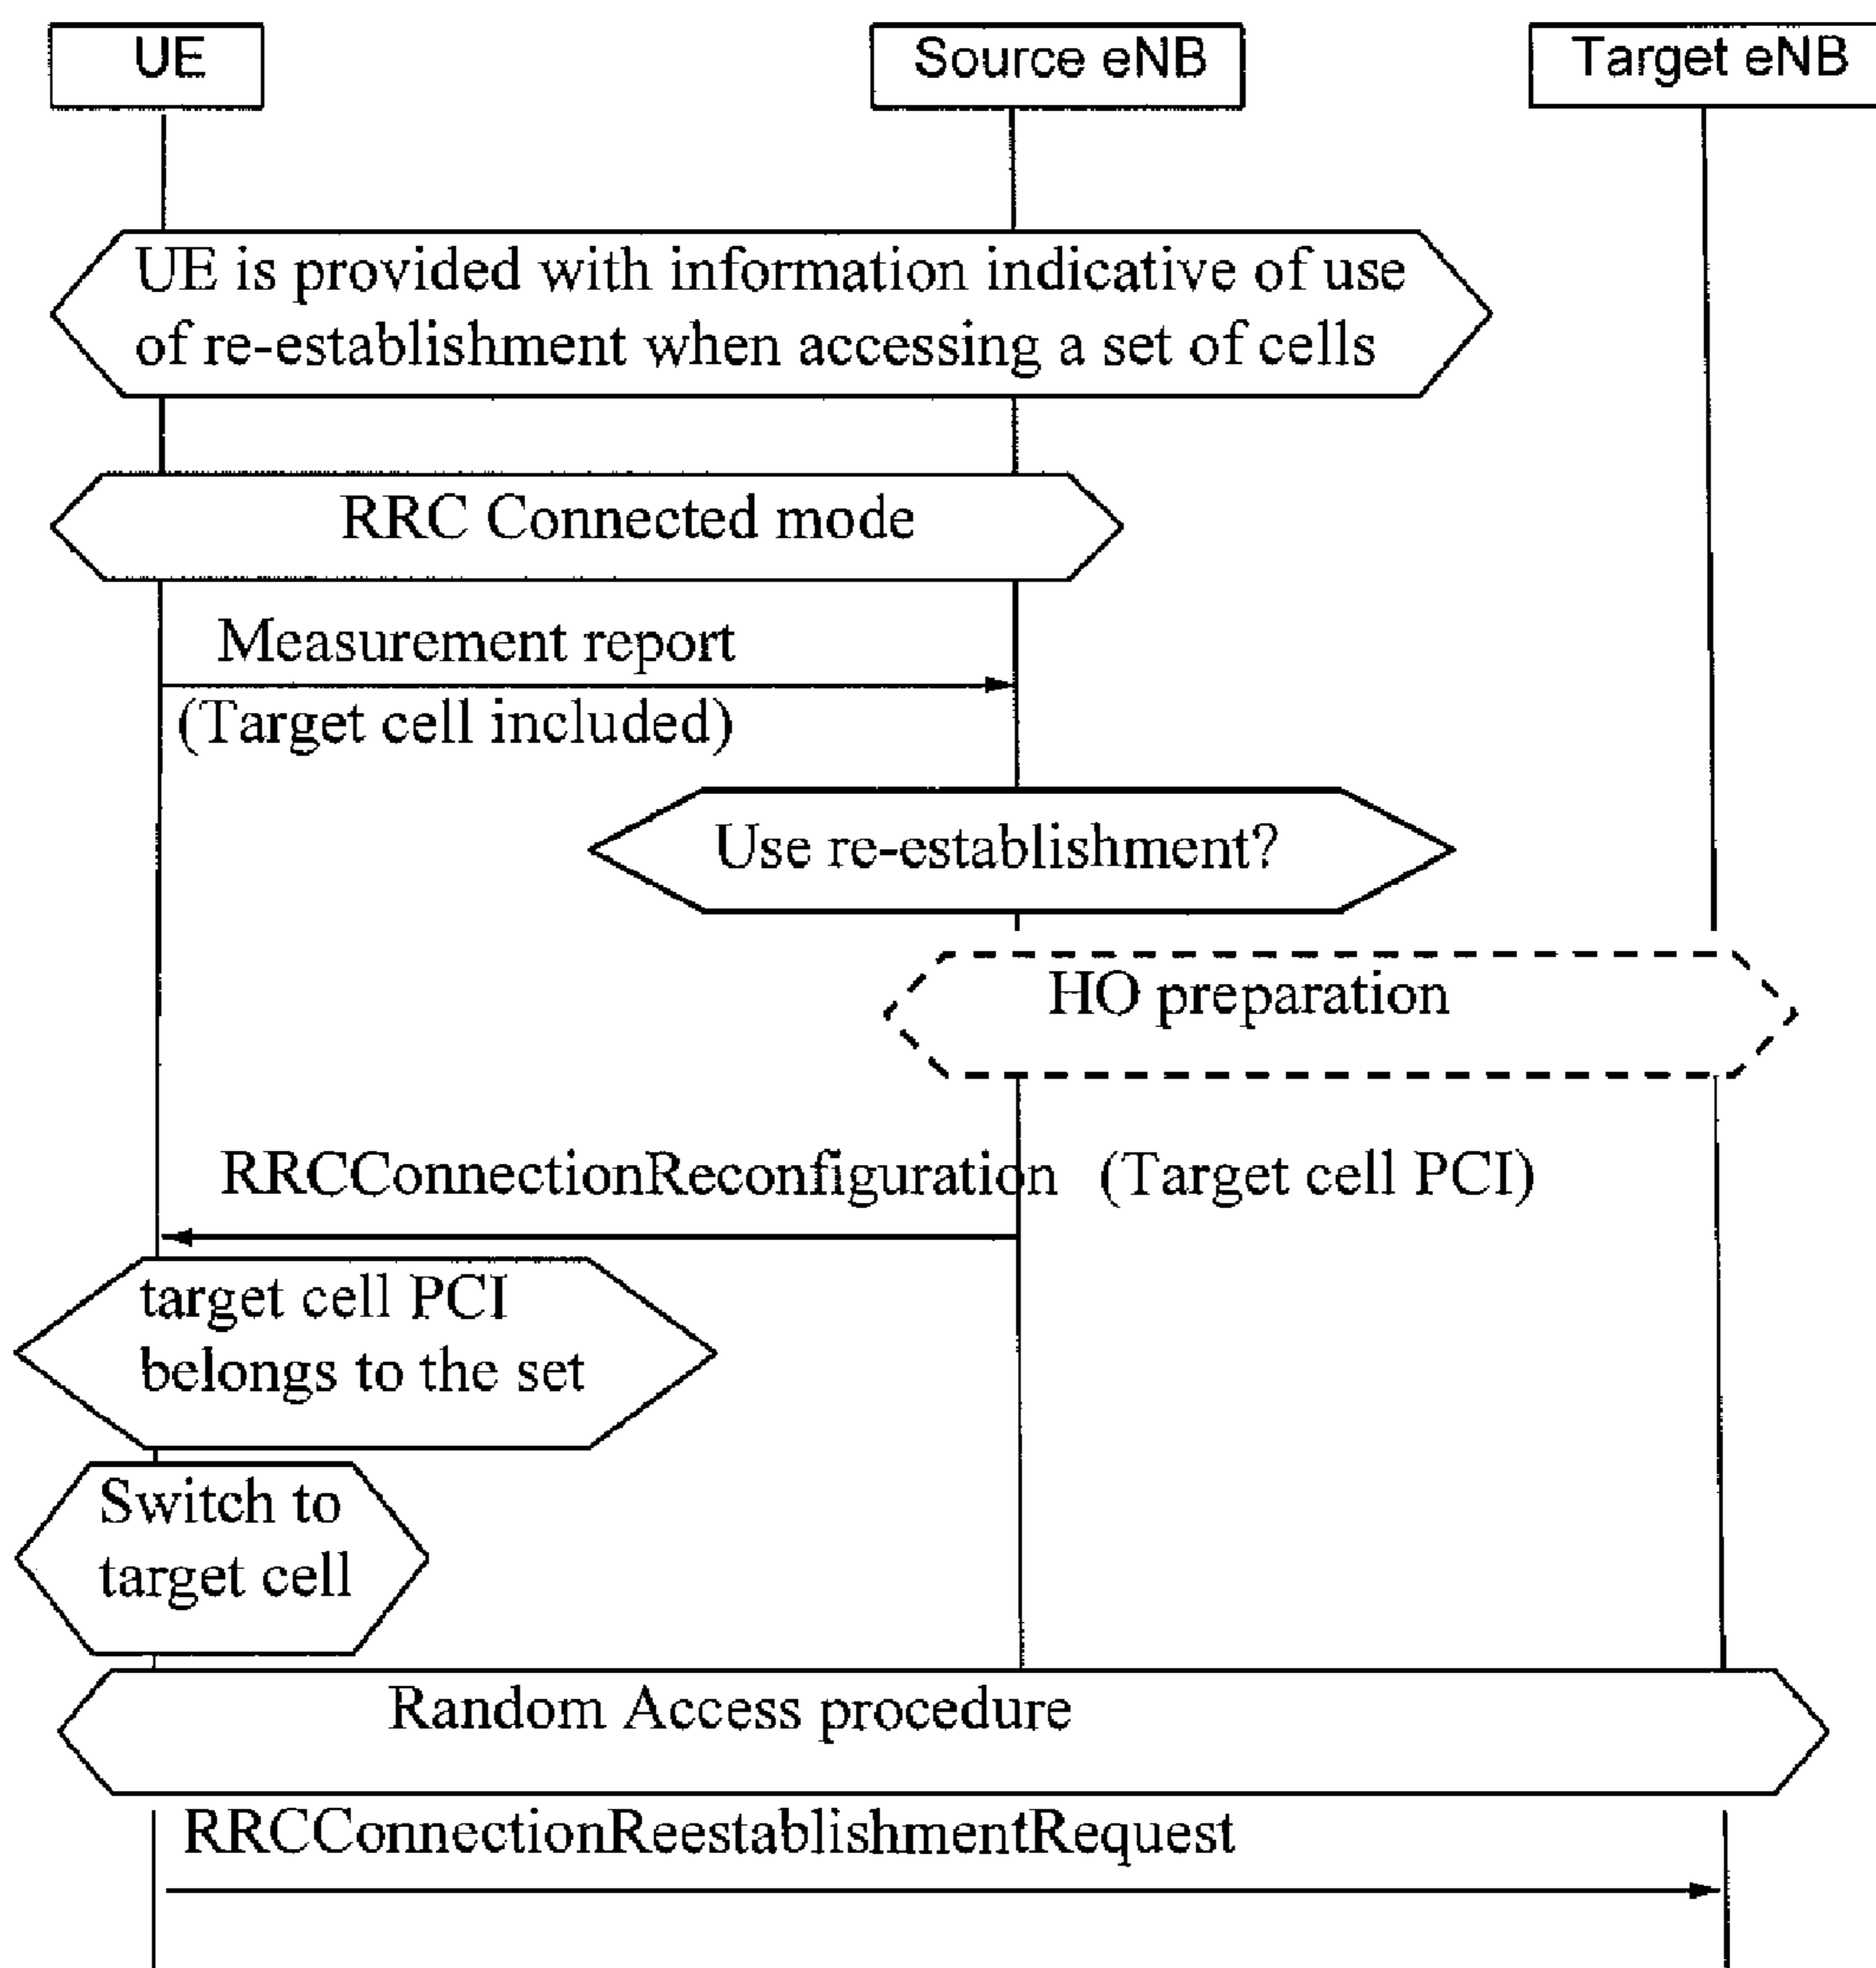 UE
Source eNB
Target eNB
UE is provided with information indicative of use
of re-establishment when accessing a set of cells
RRC Connected mode
Measurement report
(Target cell included)
Use re-establishment?
HO preparation
RRCConnectionReconfiguration (Target cell PCI)
target cell PCI
belongs to the set
Switch to
target cell
Random Access procedure
RRCConnectionReestablishmentRequest